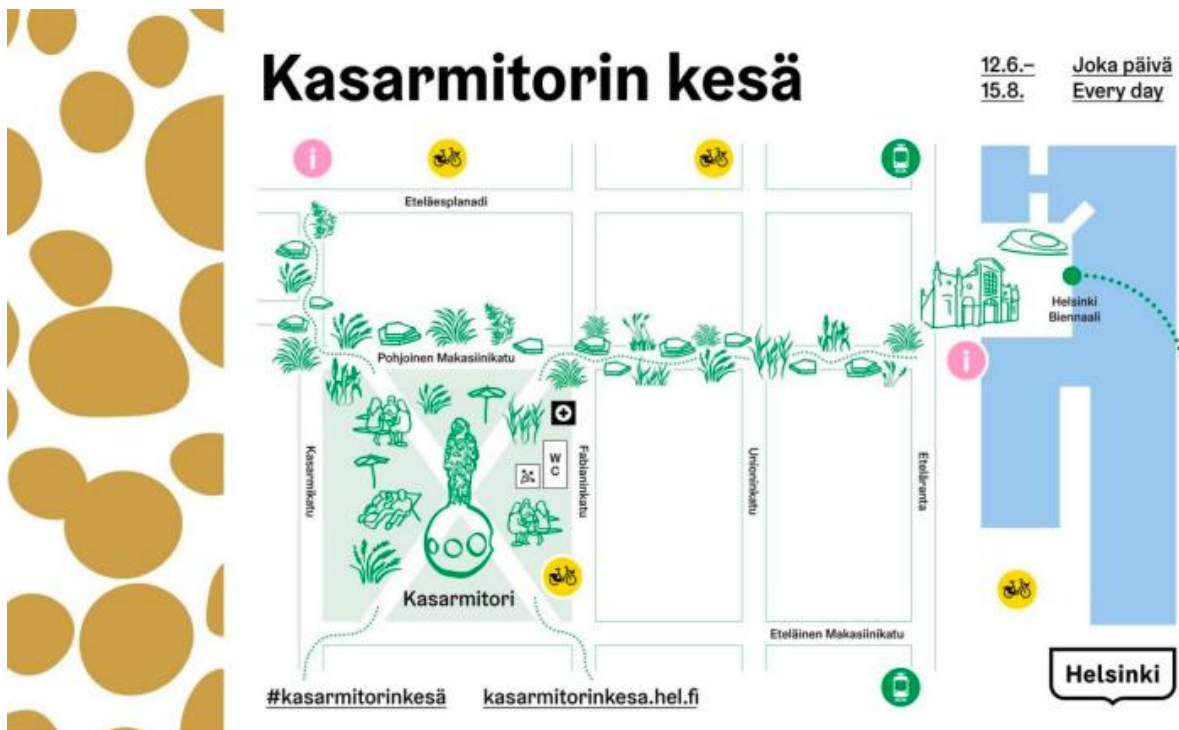 Kasarmitorin kesä
12.6.–
15.8.
Joka päivä
Every day
i
Eteläesplanadi
Helsinki
Biennaali
i
Pohjoinen Makasiinikatu
Kasarmikatu
W
C
Fabianinkatu
Unioninkatu
Eteläranta
Kasarmitori
Eteläinen Makasiinikatu
#kasarmitorinkesä
kasarmitorinkesa.hel.fi
Helsinki